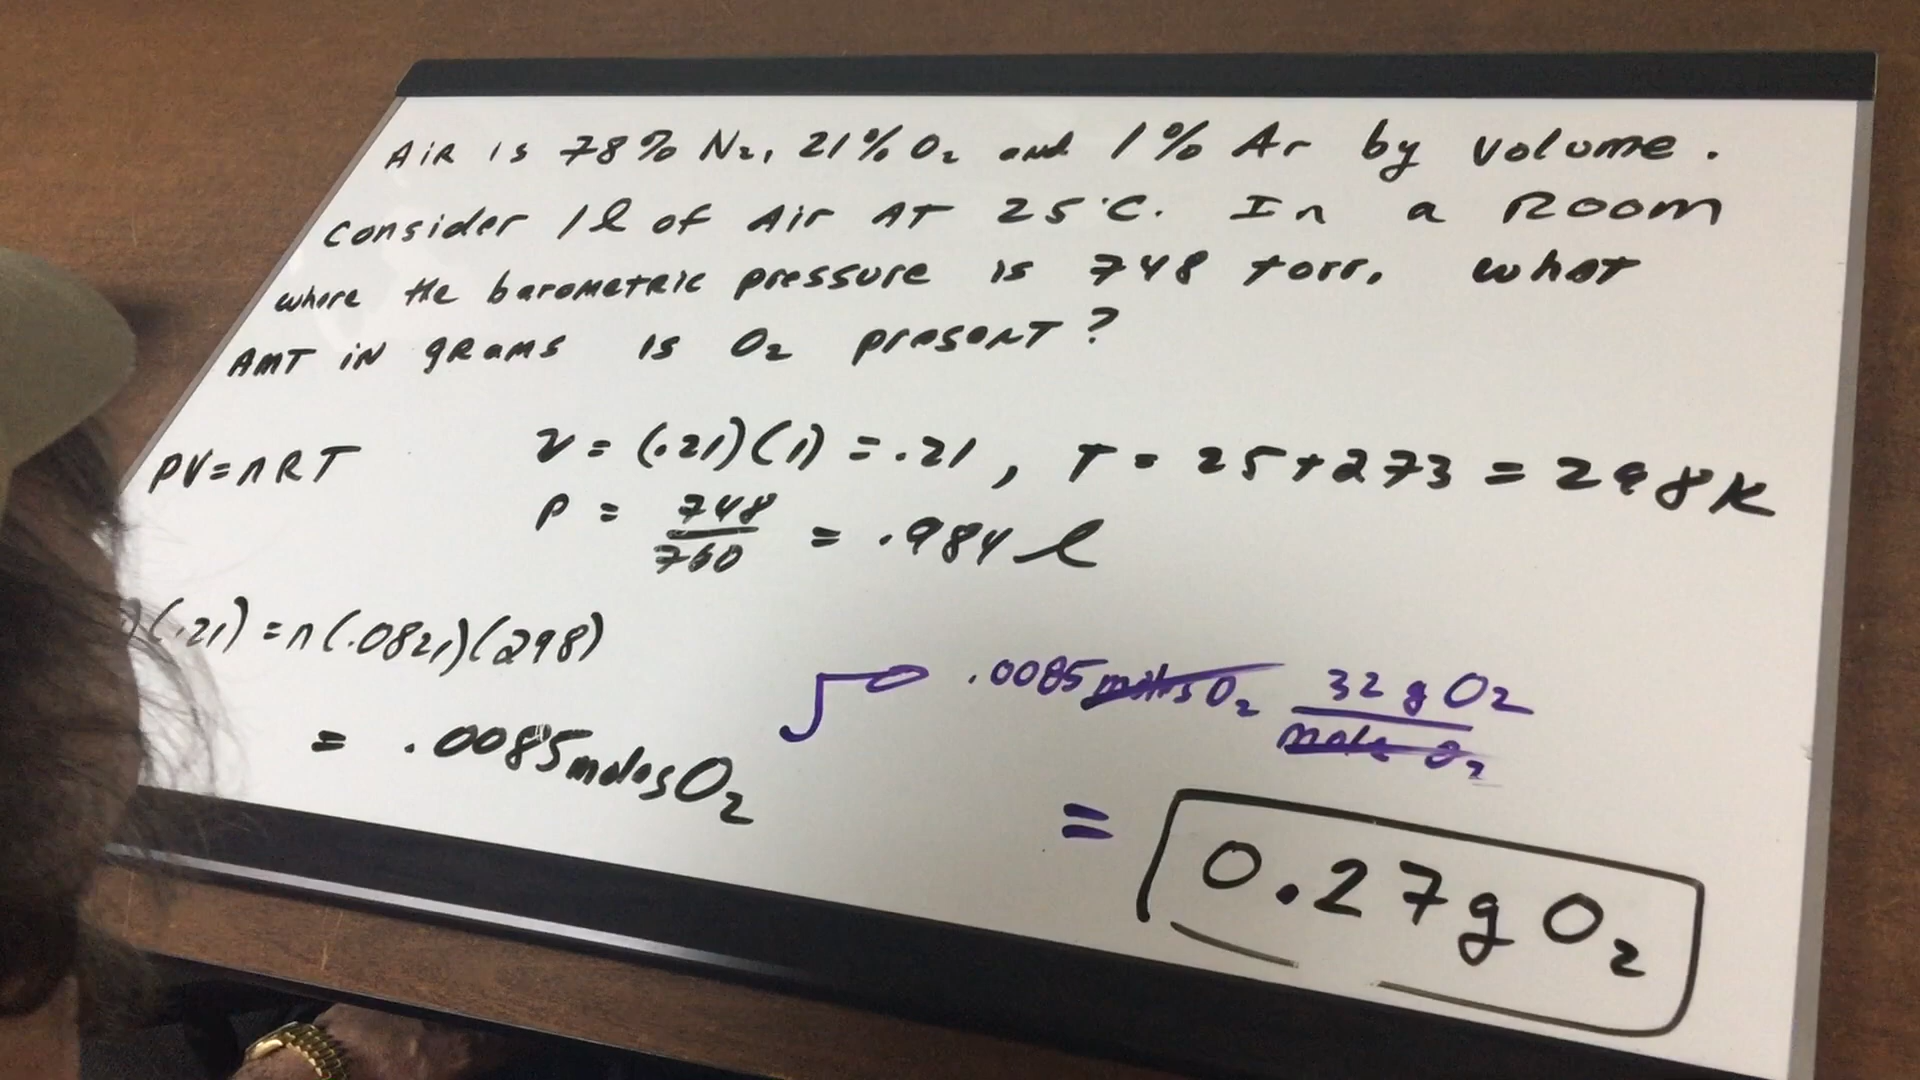 AIR IS 78% N₂, 21% O₂ and 1% Ar by volume.
consider 1l of AIr AT 25°C. In a ROOM
where the barometric pressure is 748 torr, what
AMT IN gRAMS IS O₂ present?
PV=nRT
V = (.21)(1) = .21, T = 25+273 = 298K
P = 748/760 = .984 l
)(.21) = n(.0821)(298)
= .0085 moles O₂
.0085 moles O₂ 32 g O₂/mole O₂
= 0.27g O₂